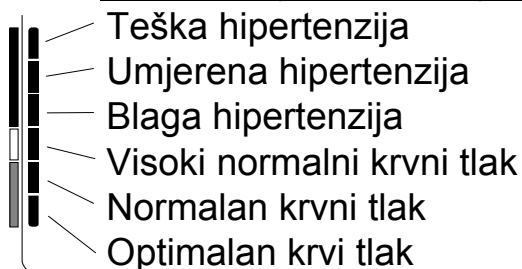 Teška hipertenzija
Umjerena hipertenzija
Blaga hipertenzija
Visoki normalni krvni tlak
Normalan krvni tlak
Optimalan krvi tlak